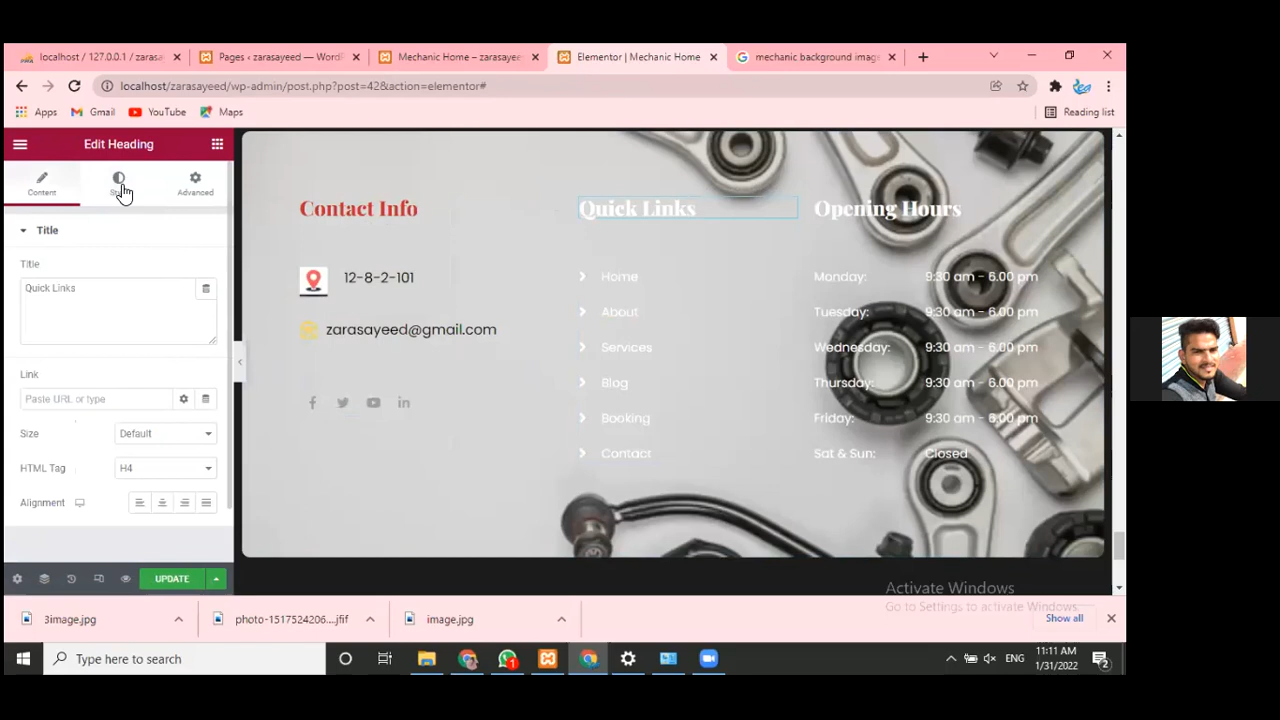 localhost / 127.0.0.1 / zarasa
Pages ‹ zarasayeed — WordP
Mechanic Home – zarasayee
Elementor | Mechanic Home
mechanic background image
localhost/zarasayeed/wp-admin/post.php?post=42&action=elementor#
Apps
Gmail
YouTube
Maps
Reading list
Edit Heading
Content
Advanced
Title
Title
Quick Links
Link
Paste URL or type
Size
Default
HTML Tag
H4
Alignment
UPDATE
Contact Info
12-8-2-101
zarasayeed@gmail.com
Quick Links
Home
About
Services
Blog
Booking
Contact
Opening Hours
Monday: 9:30 am - 6.00 pm
Tuesday: 9:30 am - 6.00 pm
Wednesday: 9:30 am - 6.00 pm
Thursday: 9:30 am - 6.00 pm
Friday: 9:30 am - 6.00 pm
Sat & Sun: Closed
Activate Windows
Go to Settings to activate Windows.
3image.jpg
photo-1517524206....jfif
image.jpg
Show all
Type here to search
1
ENG
11:11 AM
1/31/2022
2